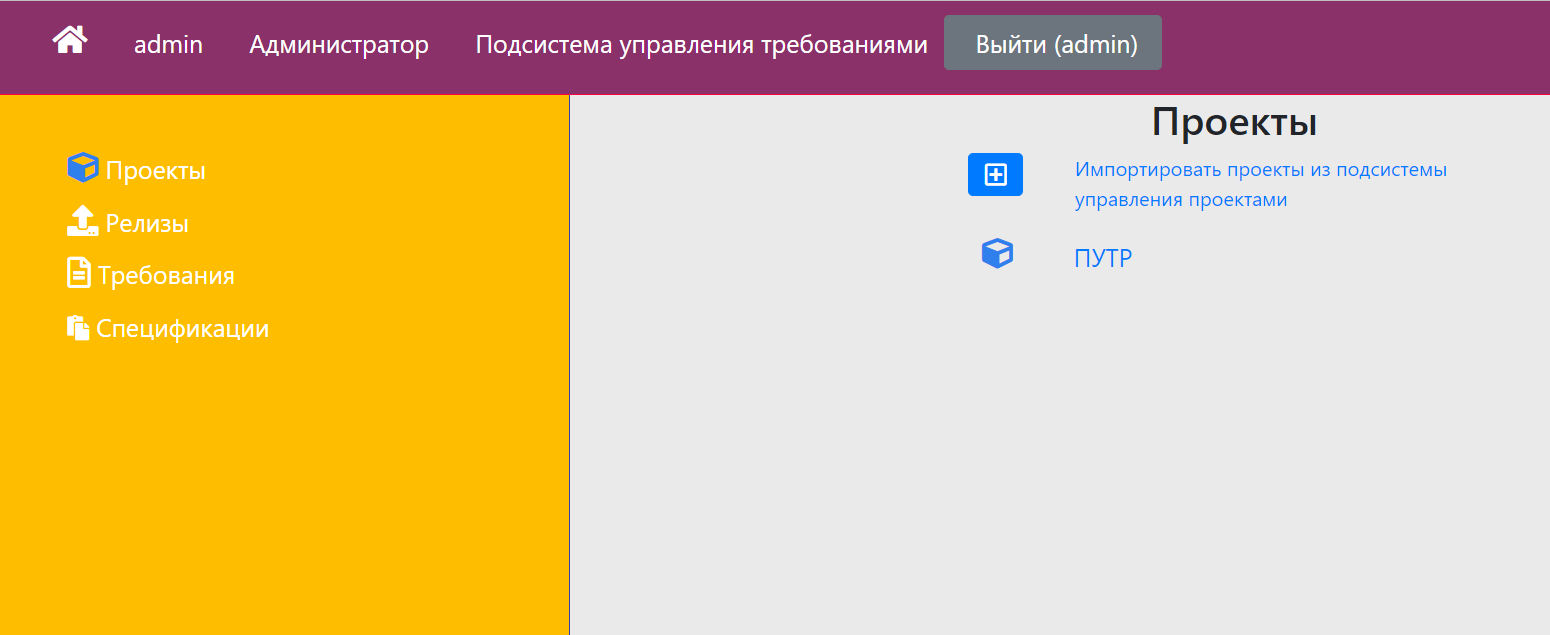 admin Администратор Подсистема управления требованиями Выйти (admin)
Проекты
Релизы
Требования
Спецификации
Проекты
Импортировать проекты из подсистемы
управления проектами
ПУТР